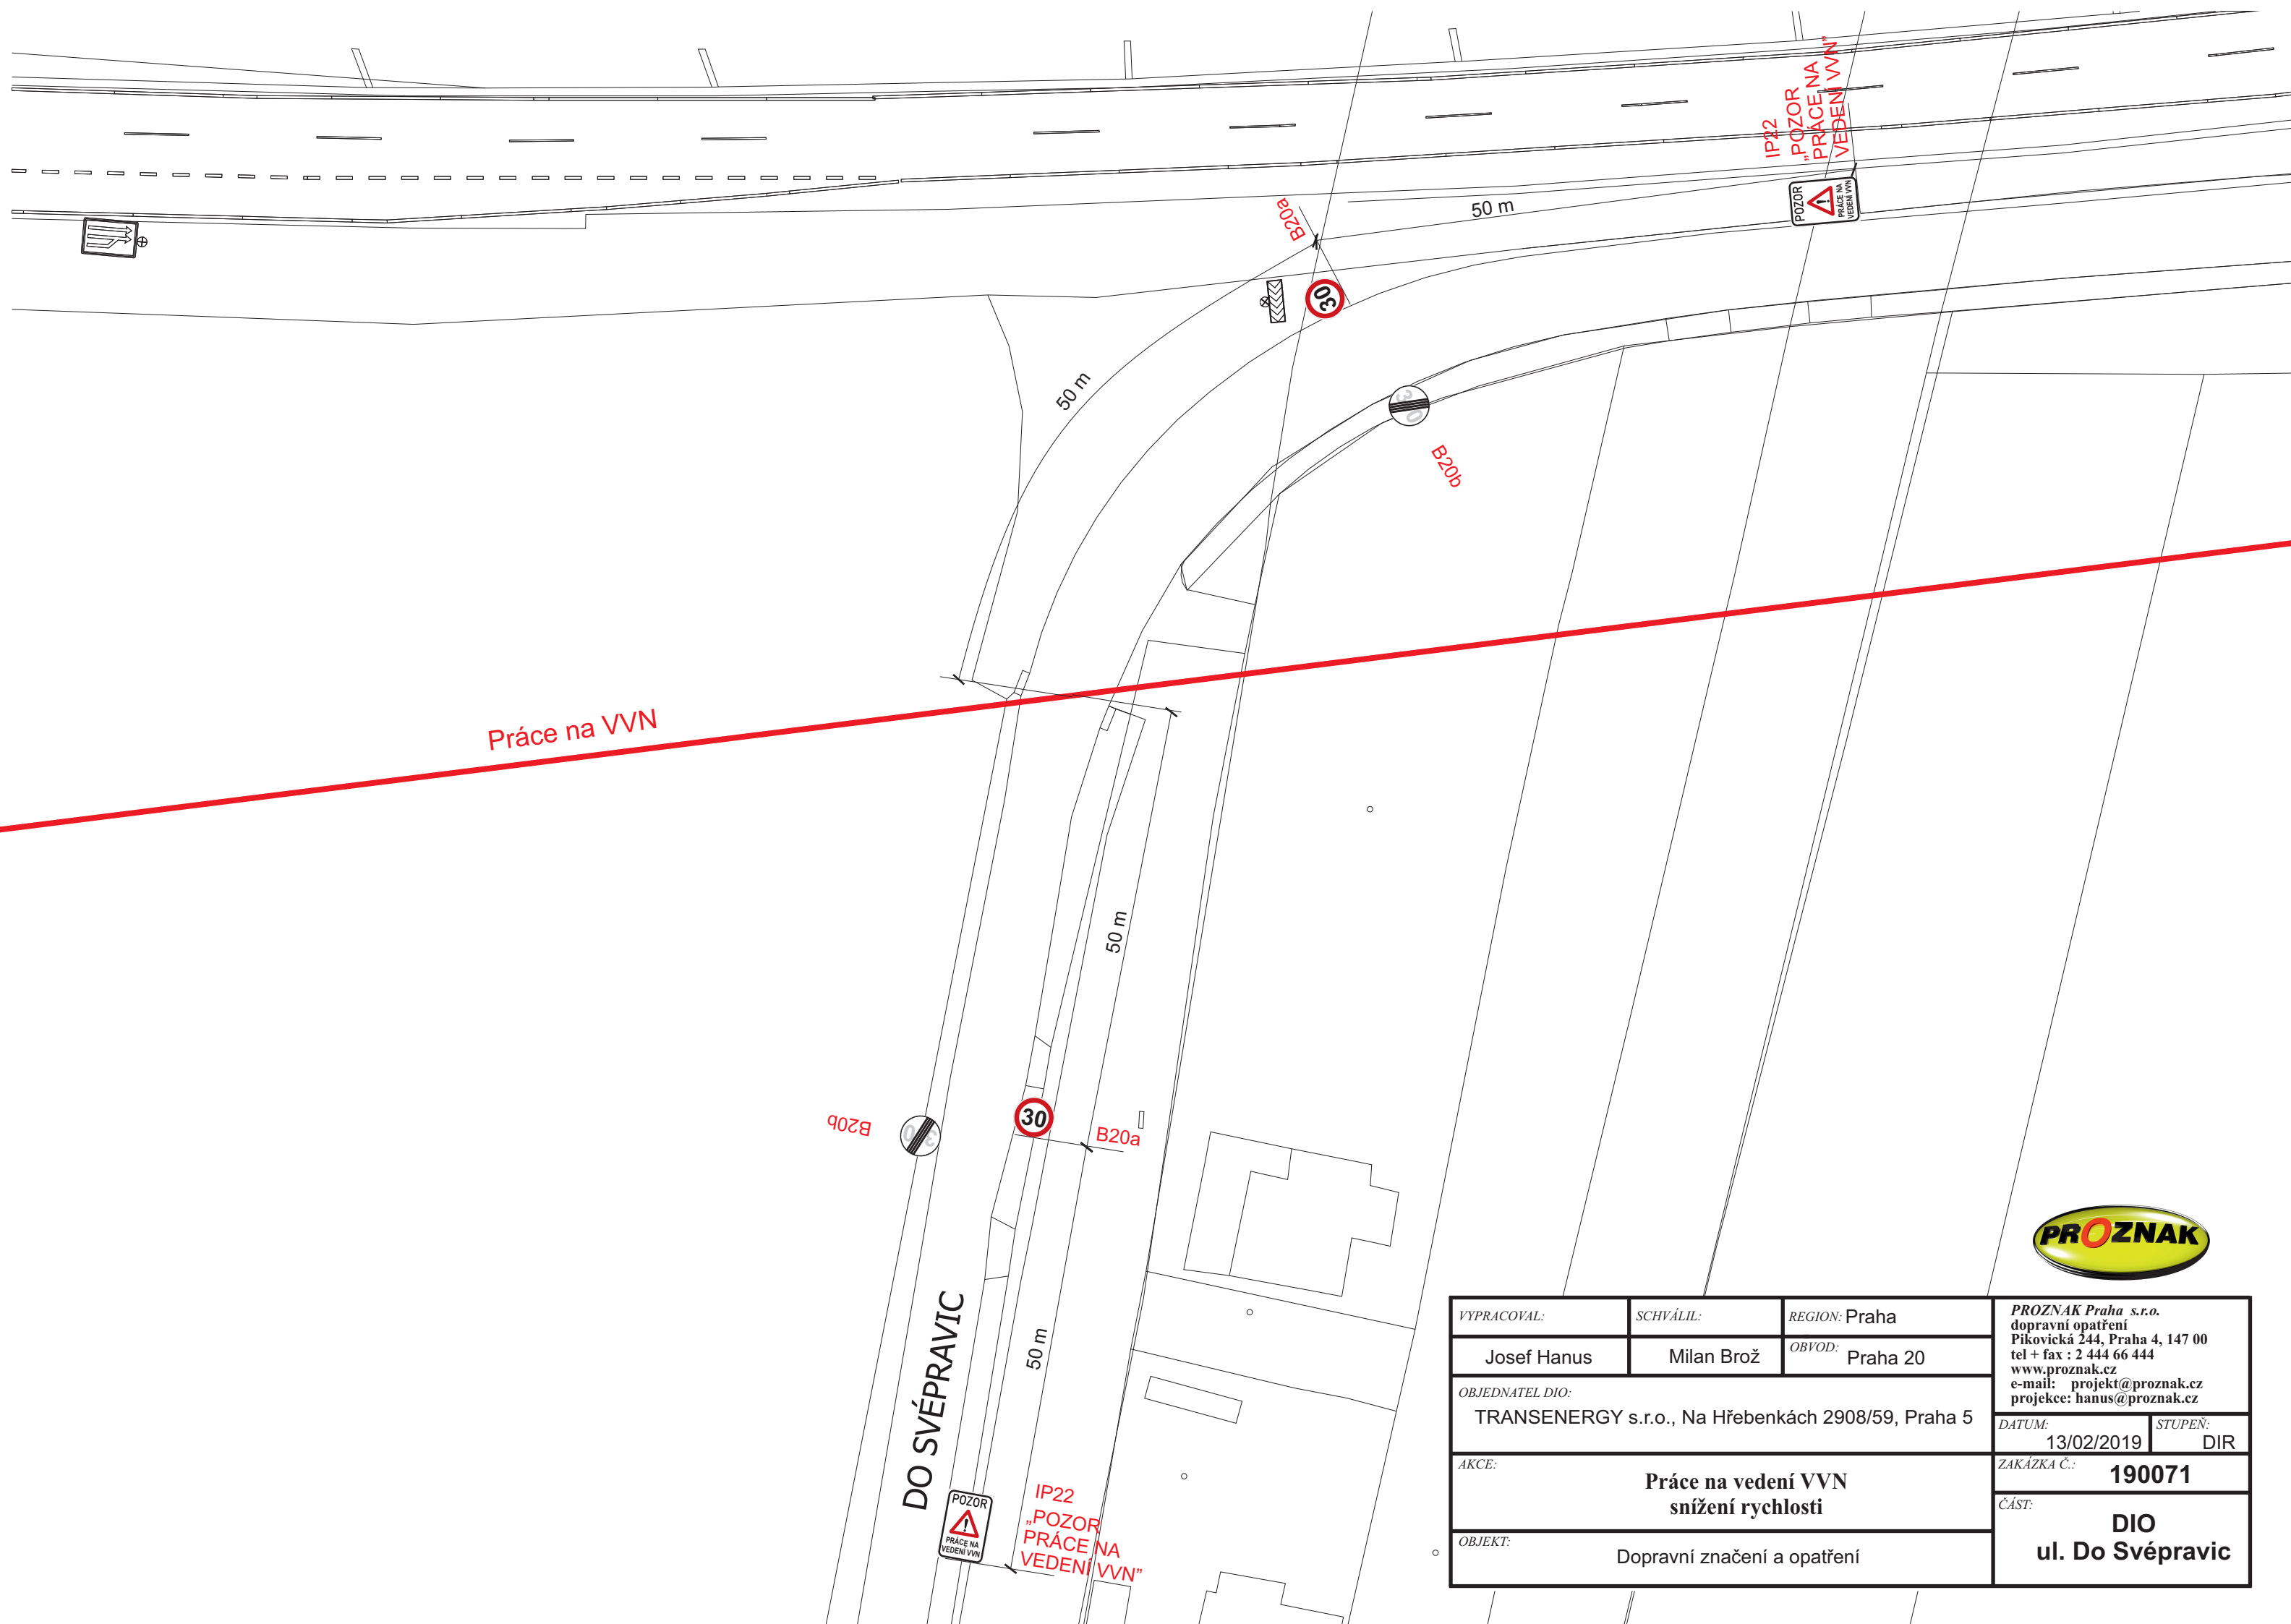 IP22
„POZOR
PRÁCE NA
VEDENÍ VVN”
POZOR
PRÁCE NA
VEDENÍ VVN
50 m
B20a
30
50 m
30
B20b
Práce na VVN
50 m
B20b
30
30
B20a
DO SVÉPRAVIC
50 m
POZOR
PRÁCE NA
VEDENÍ VVN
IP22
„POZOR
PRÁCE NA
VEDENÍ VVN”
PROZNAK
VYPRACOVAL:
Josef Hanus
SCHVÁLIL:
Milan Brož
REGION: Praha
OBVOD: Praha 20
OBJEDNATEL DIO:
TRANSENERGY s.r.o., Na Hřebenkách 2908/59, Praha 5
AKCE:
Práce na vedení VVN
snížení rychlosti
OBJEKT:
Dopravní značení a opatření
PROZNAK Praha s.r.o.
dopravní opatření
Pikovická 244, Praha 4, 147 00
tel + fax : 2 444 66 444
www.proznak.cz
e-mail: projekt@proznak.cz
projekce: hanus@proznak.cz
DATUM:
13/02/2019
STUPEŇ:
DIR
ZAKÁZKA Č.: 190071
ČÁST:
DIO
ul. Do Svépravic